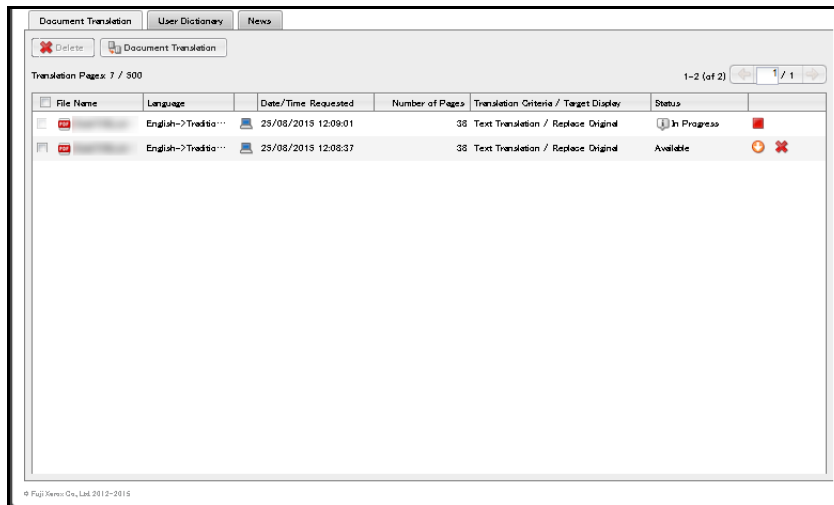 Document Translation User Dictionary News
Delete Document Translation
Translation Pages: 7 / 300
1-2 (of 2) 1 / 1
File Name Language Date/Time Requested Number of Pages Translation Criteria / Target Display Status
English->Traditio··· 25/08/2015 12:09:01 38 Text Translation / Replace Original In Progress
English->Traditio··· 25/08/2015 12:08:37 38 Text Translation / Replace Original Available
© Fuji Xerox Co., Ltd. 2012-2015